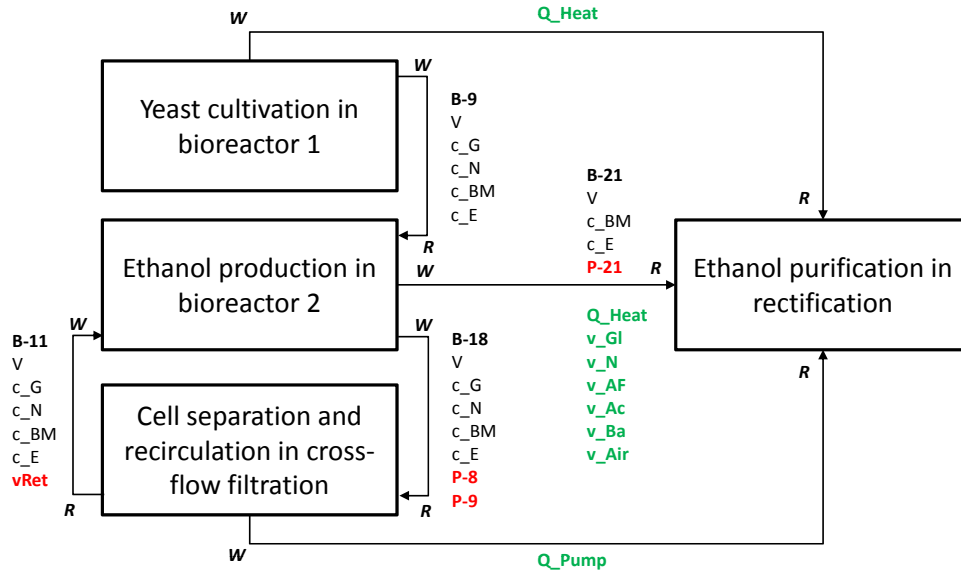 W
Q_Heat
Yeast cultivation in
bioreactor 1
W
B-9
V
c_G
c_N
c_BM
c_E
R
Ethanol production in
bioreactor 2
W
B-21
V
c_BM
c_E
P-21
R
R
Ethanol purification in
rectification
R
Q_Heat
v_Gl
v_N
v_AF
v_Ac
v_Ba
v_Air
W
B-11
V
c_G
c_N
c_BM
c_E
vRet
R
Cell separation and
recirculation in cross-
flow filtration
W
B-18
V
c_G
c_N
c_BM
c_E
P-8
P-9
R
W
Q_Pump